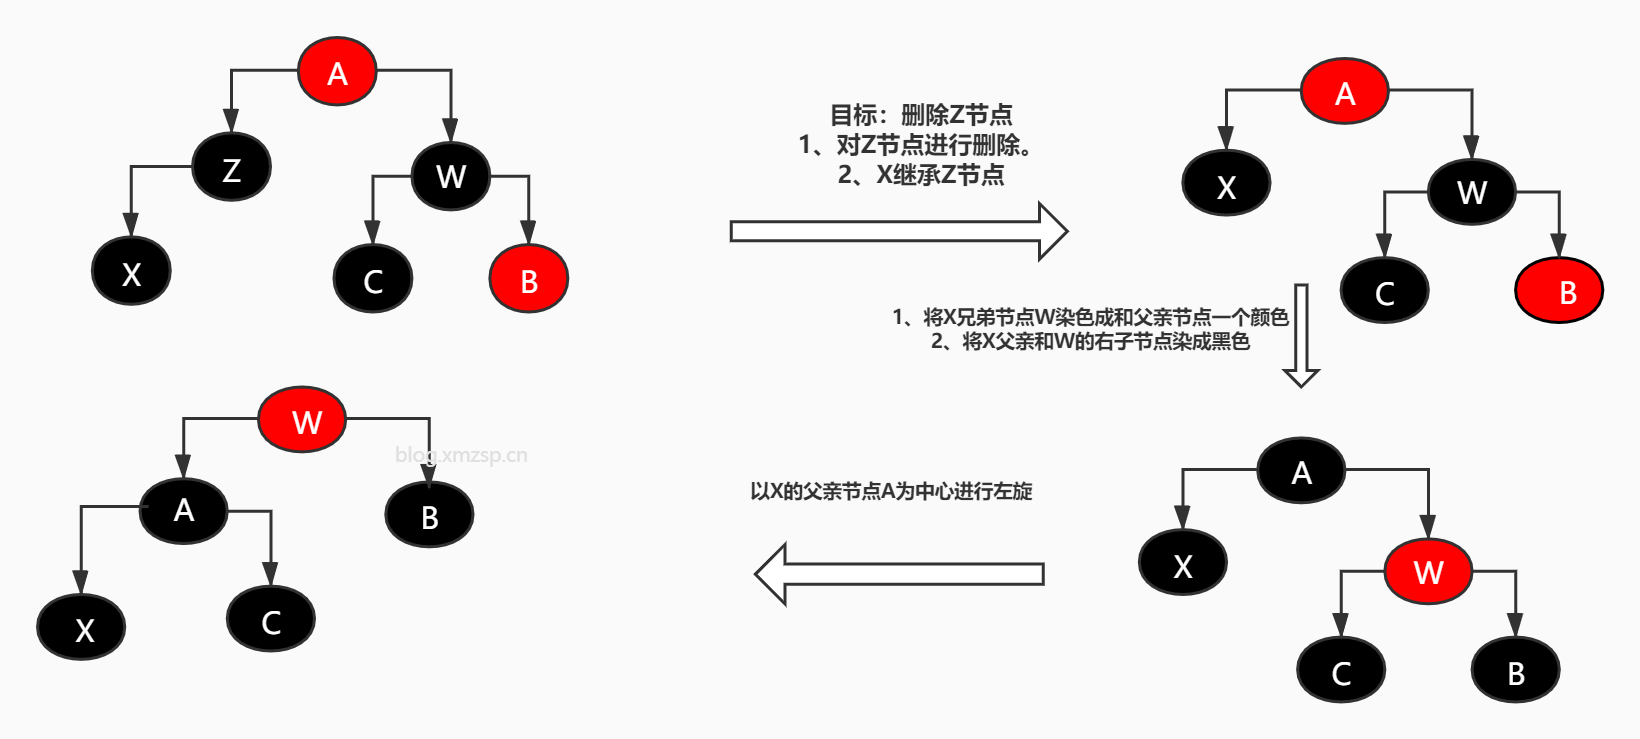 A
Z
W
X
C
B
目标：删除Z节点
1、对Z节点进行删除。
2、X继承Z节点
A
X
W
C
B
1、将X兄弟节点W染色成和父亲节点一个颜色
2、将X父亲和W的右子节点染成黑色
A
X
W
C
B
以X的父亲节点A为中心进行左旋
W
blog.xmzsp.cn
A
B
X
C